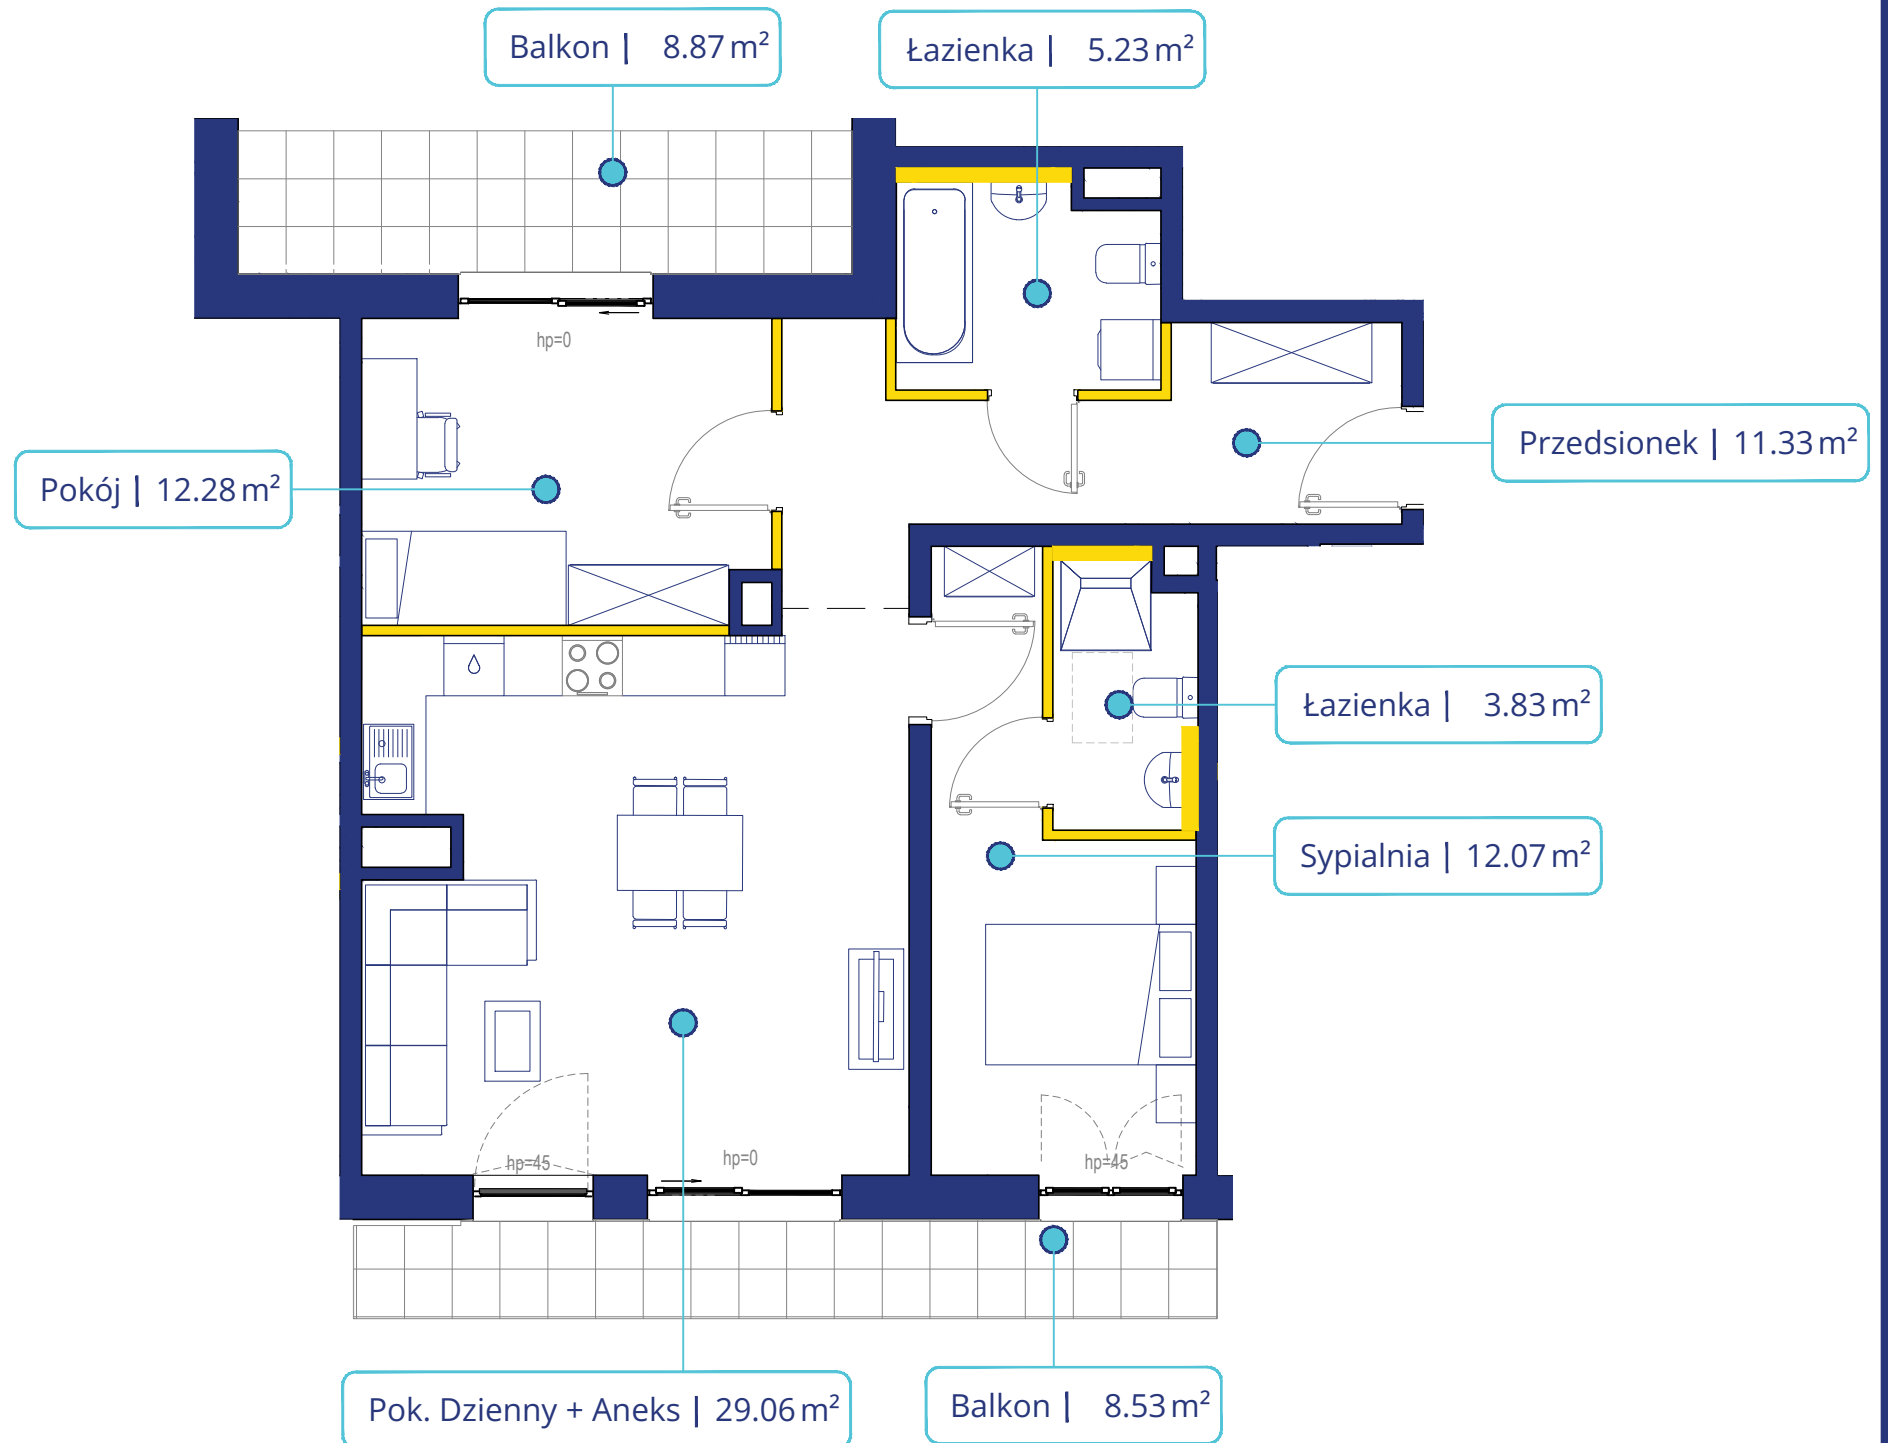 Balkon | 8.87 m²
Łazienka | 5.23 m²
hp=0
Przedsionek | 11.33 m²
Pokój | 12.28 m²
Łazienka | 3.83 m²
Sypialnia | 12.07 m²
hp=45
hp=0
hp=45
Pok. Dzienny + Aneks | 29.06 m²
Balkon | 8.53 m²